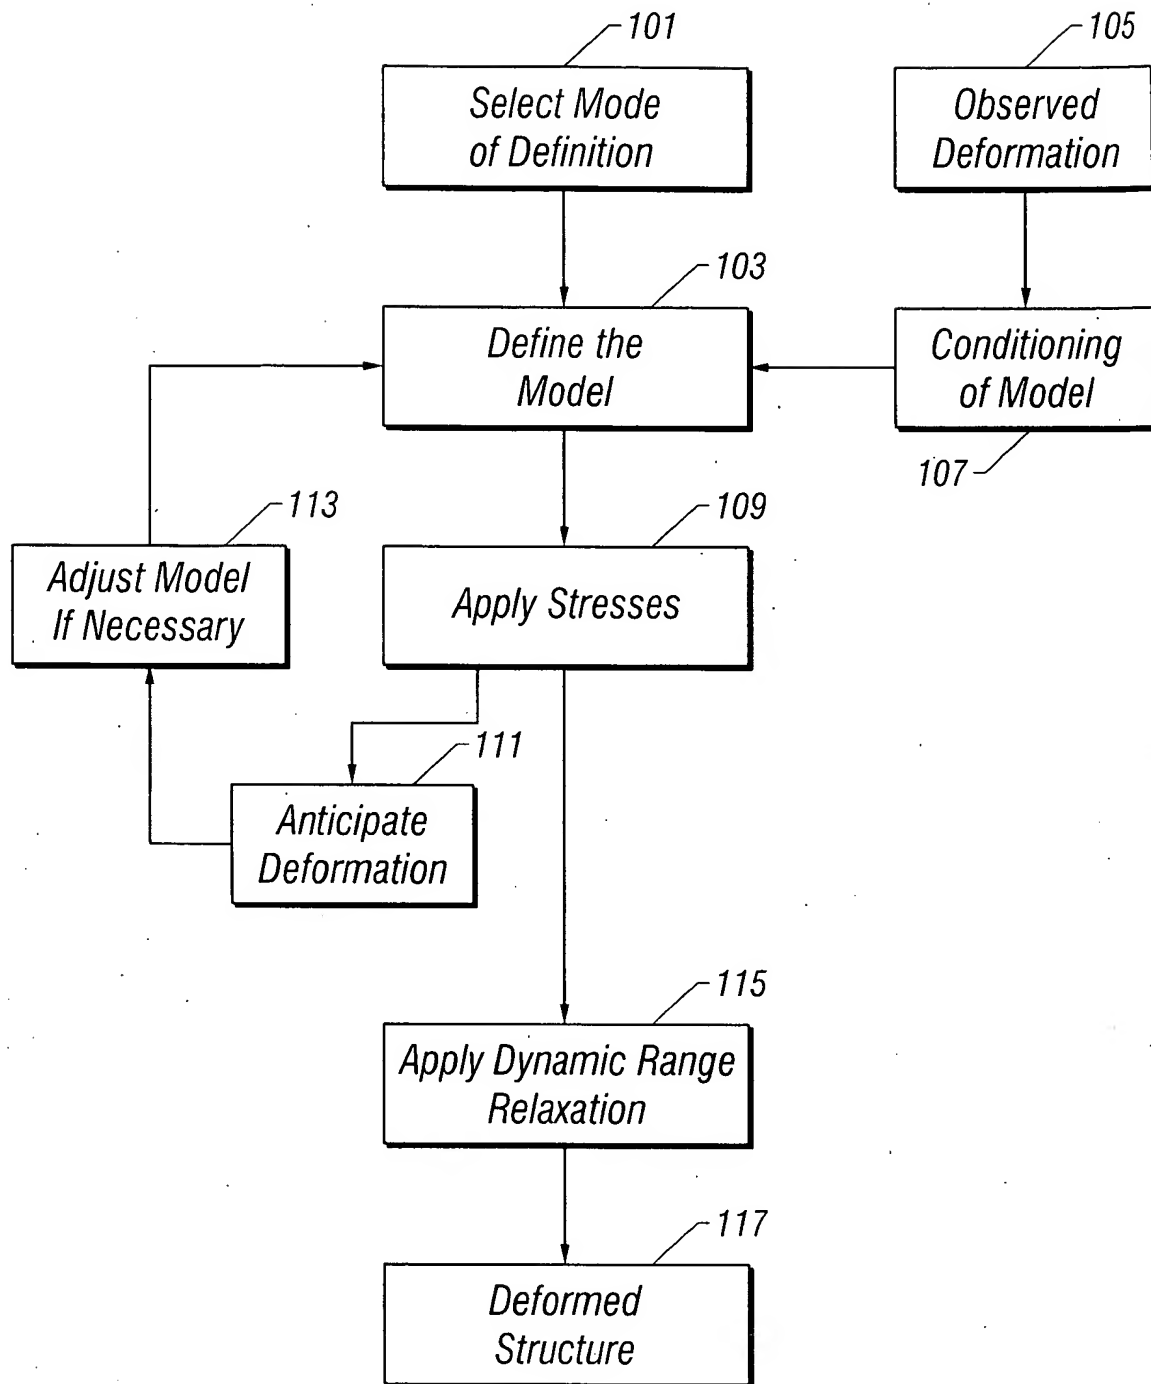 101
Select Mode
of Definition
105
Observed
Deformation
103
Define the
Model
Conditioning
of Model
107
113
Adjust Model
If Necessary
109
Apply Stresses
111
Anticipate
Deformation
115
Apply Dynamic Range
Relaxation
117
Deformed
Structure